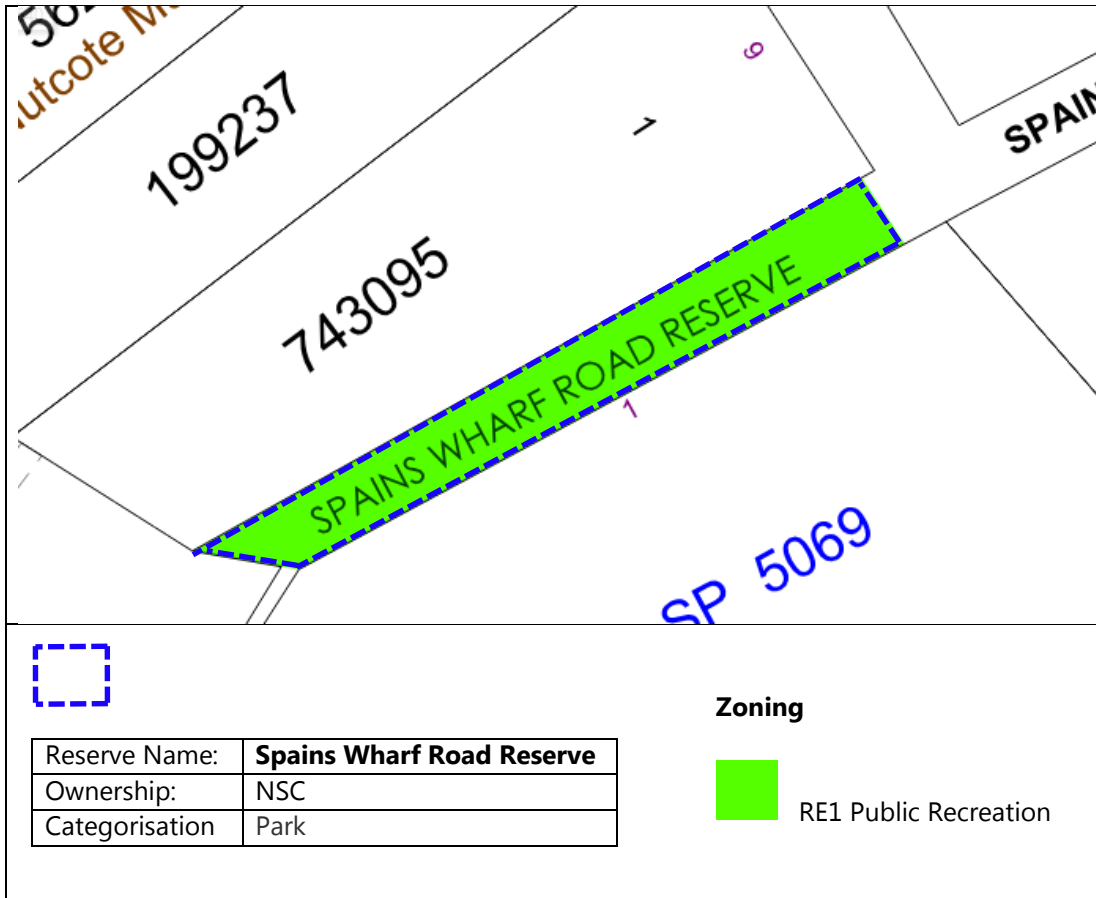 utcote
199237
1
743095
SPAIN
SPAINS WHARF ROAD RESERVE
1
SP 5069
Zoning
Reserve Name: Spains Wharf Road Reserve
Ownership: NSC
Categorisation Park
RE1 Public Recreation